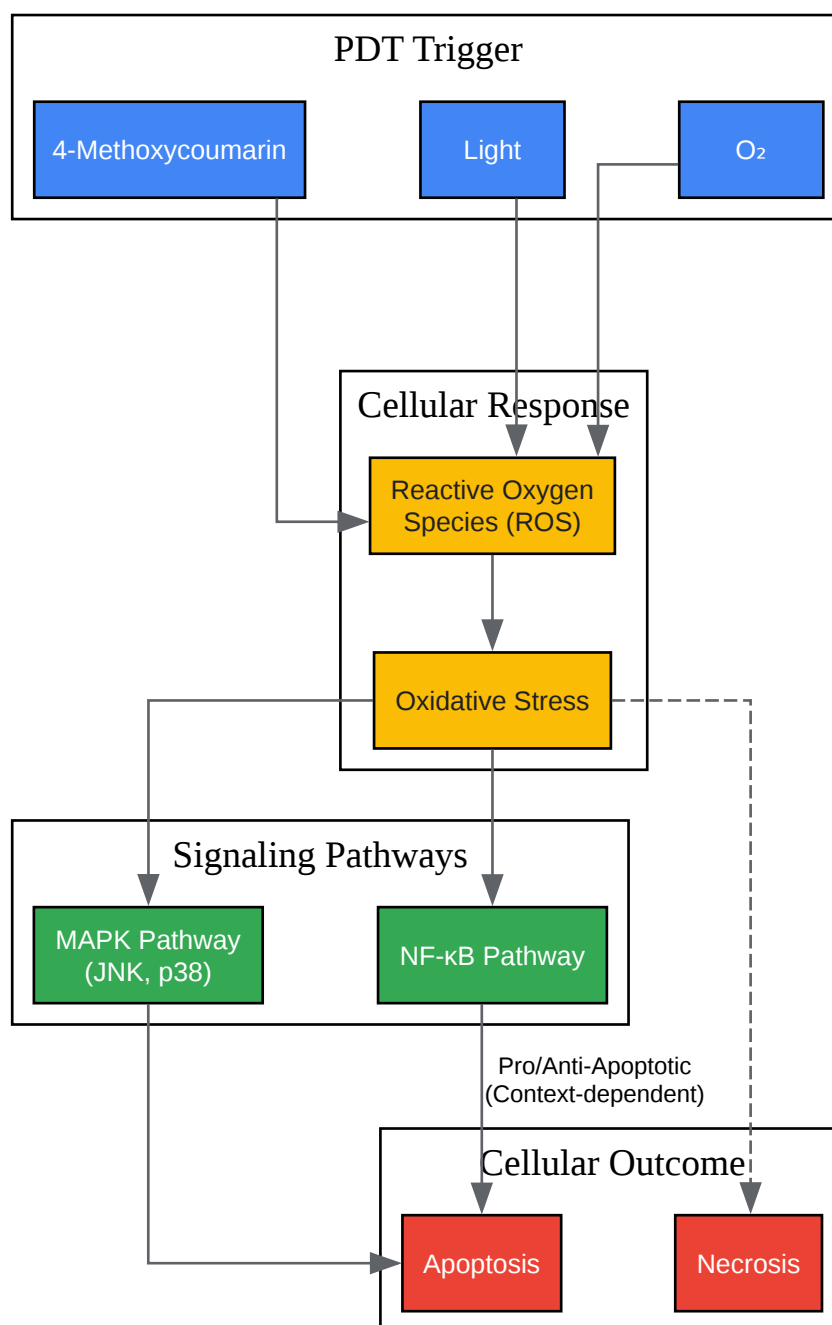 PDT Trigger
4-Methoxycoumarin
Light
O₂
Cellular Response
Reactive Oxygen
Species (ROS)
Oxidative Stress
Signaling Pathways
MAPK Pathway
(JNK, p38)
NF-κB Pathway
Pro/Anti-Apoptotic
(Context-dependent)
Cellular Outcome
Apoptosis
Necrosis